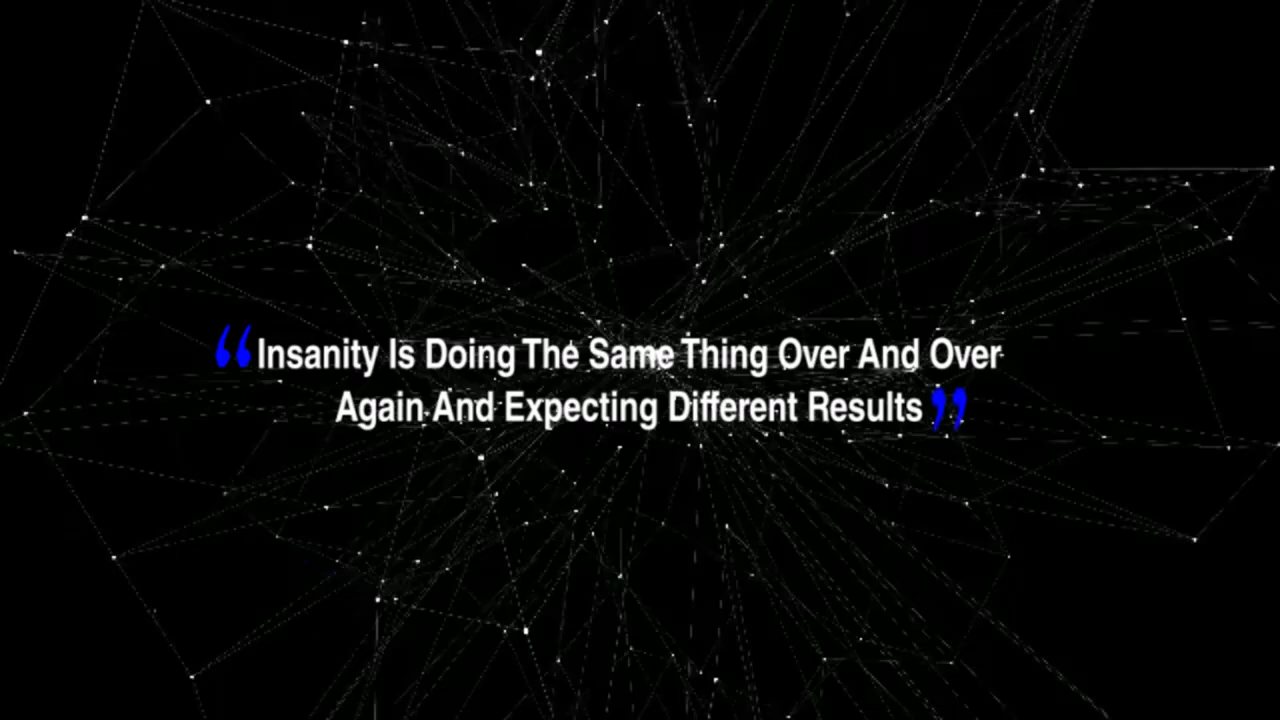 “Insanity Is Doing The Same Thing Over And Over
Again And Expecting Different Results”